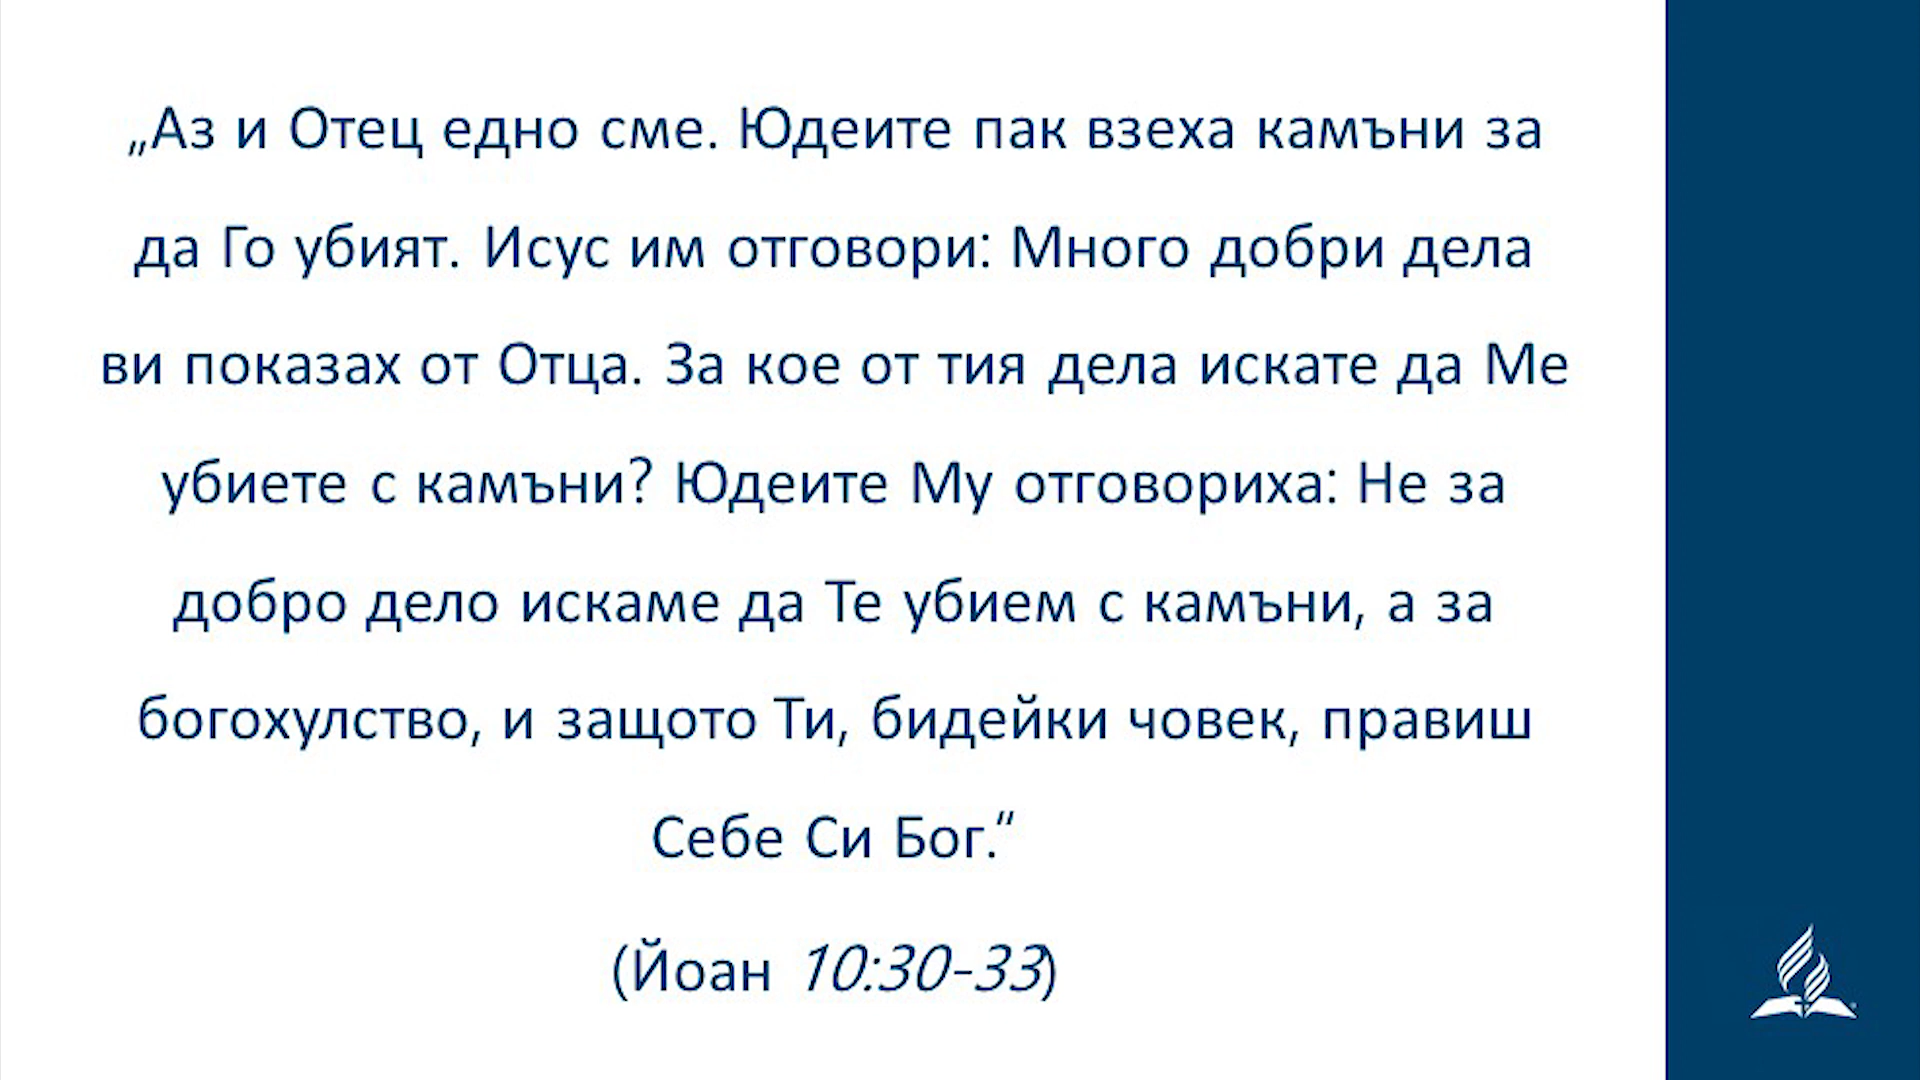 „Аз и Отец едно сме. Юдеите пак взеха камъни за
да Го убият. Исус им отговори: Много добри дела
ви показах от Отца. За кое от тия дела искате да Ме
убиете с камъни? Юдеите Му отговориха: Не за
добро дело искаме да Те убием с камъни, а за
богохулство, и защото Ти, бидейки човек, правиш
Себе Си Бог.“
(Йоан 10:30-33)